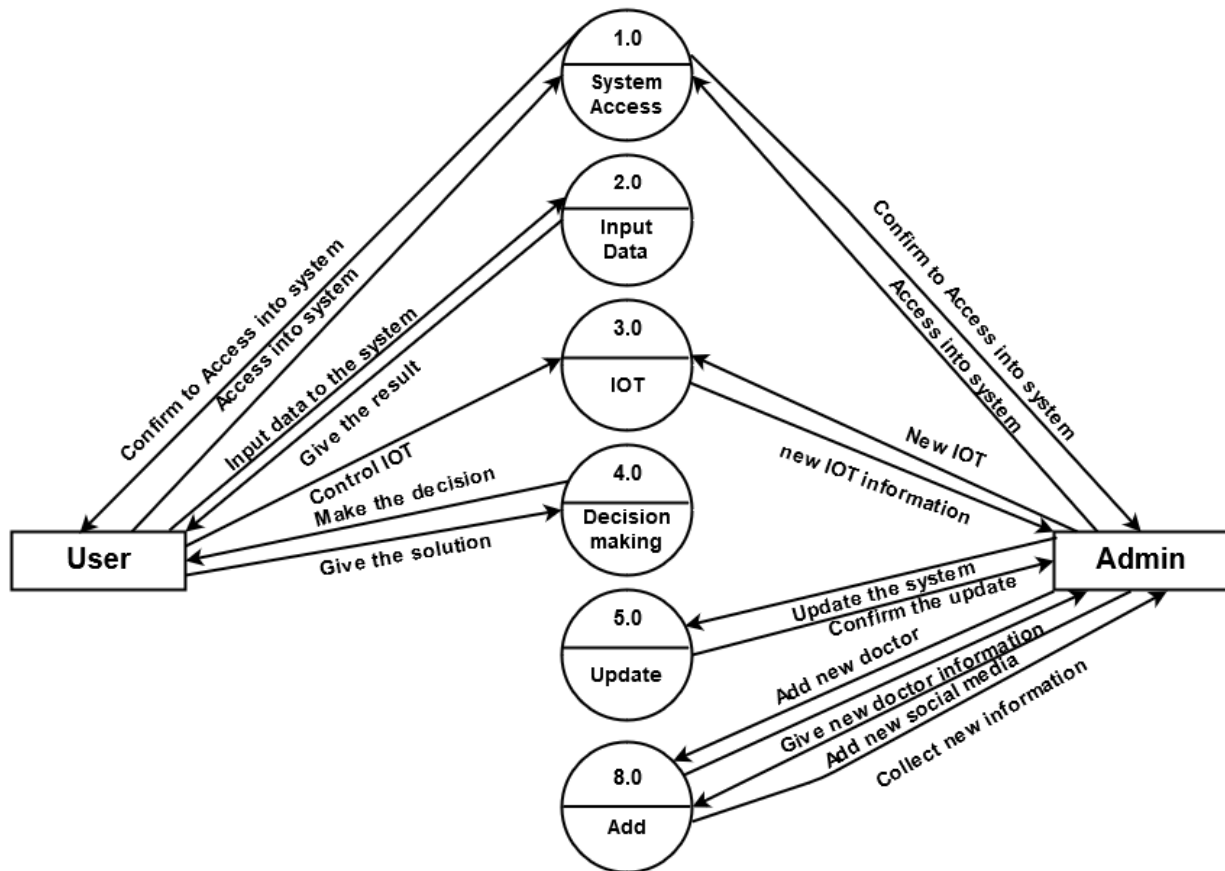 1.0
System
Access
2.0
Input
Data
3.0
IOT
4.0
Decision
making
5.0
Update
8.0
Add
User
Admin
Confirm to Access into system
Access into system
Input data to the system
Give the result
Control IOT
Make the decision
Give the solution
Confirm to Access into system
Access into system
New IOT
new IOT information
Update the system
Confirm the update
Add new doctor
Give new doctor information
Add new social media
Collect new information